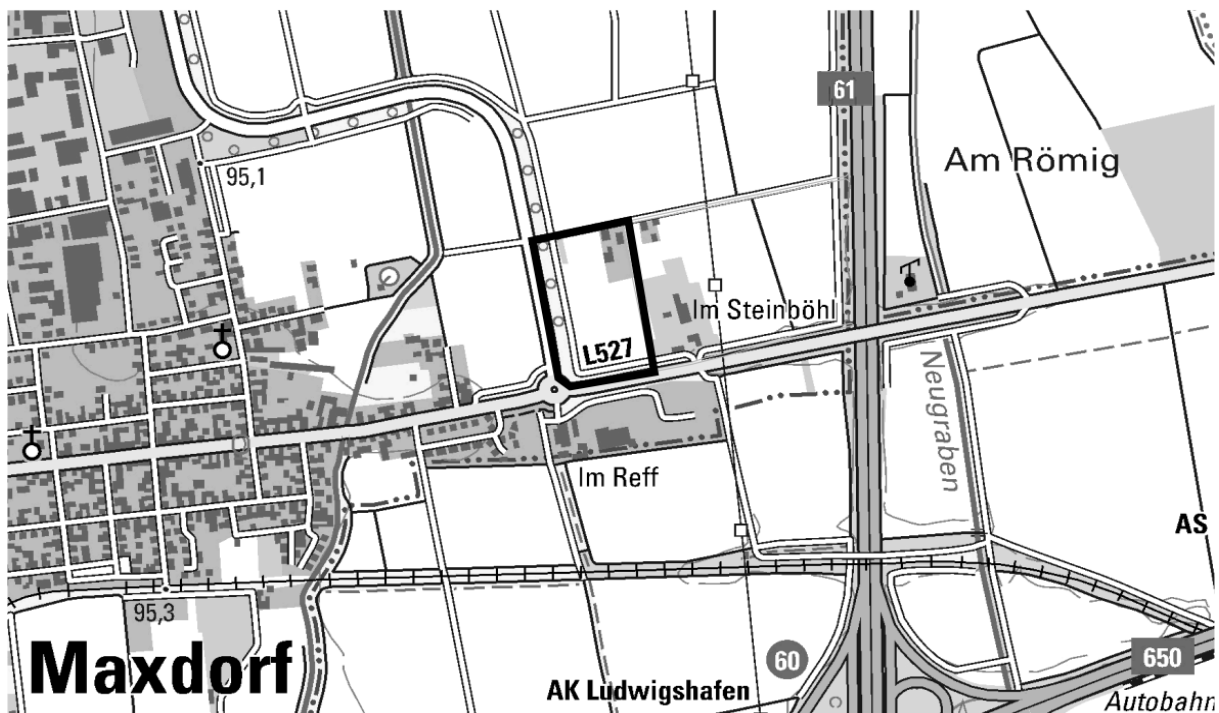 61
Am Römig
95,1
Im Steinböhl
L527
Neugraben
Im Reff
AS
95,3
Maxdorf
60
650
AK Ludwigshafen
Autobahn